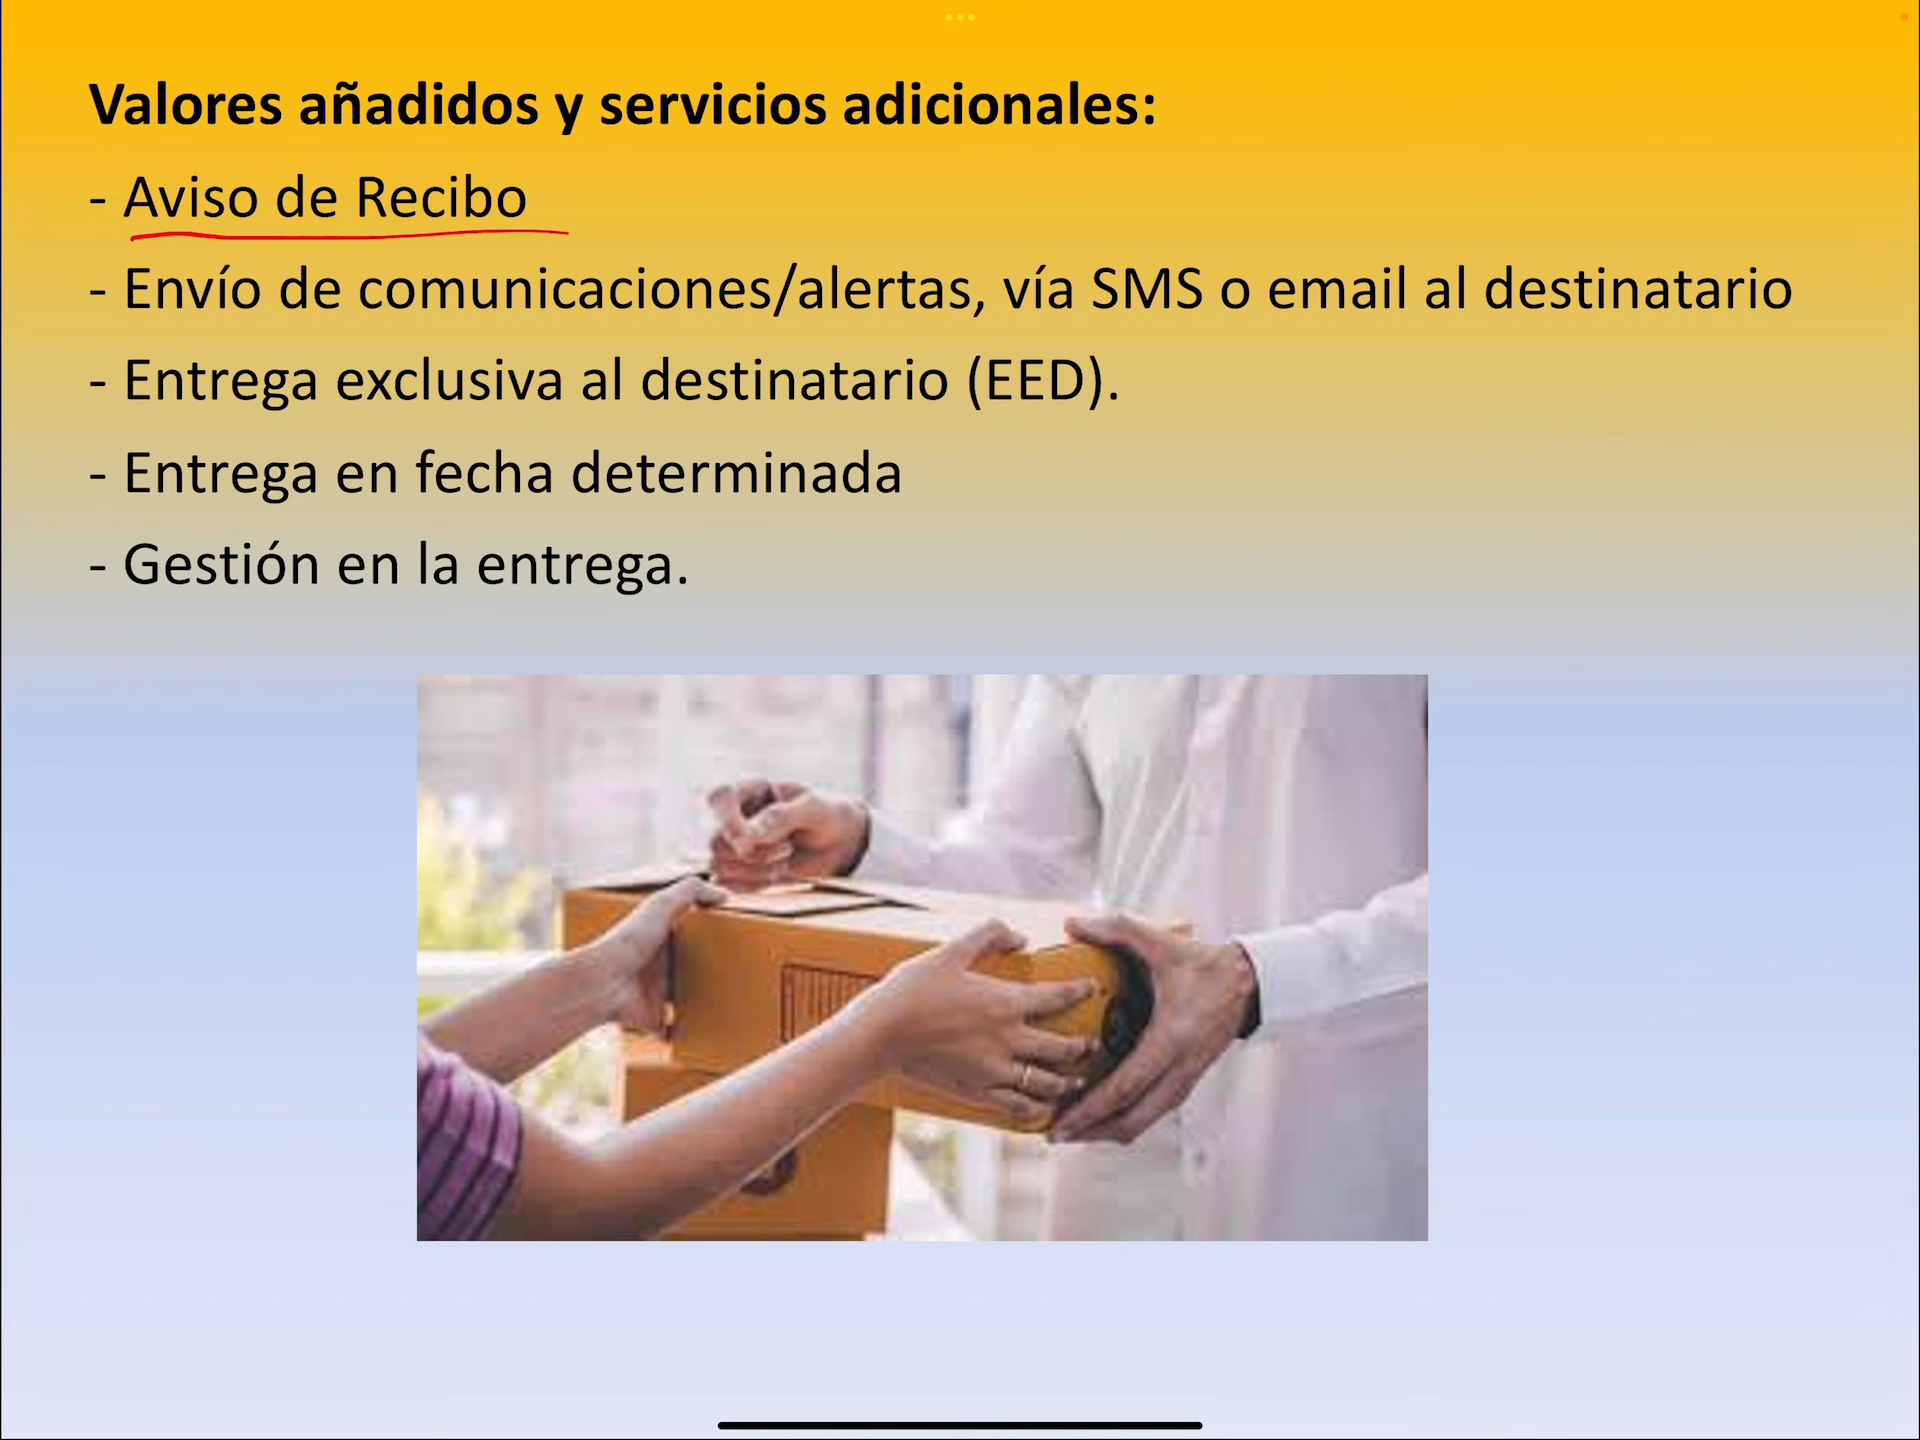 Valores añadidos y servicios adicionales:
- Aviso de Recibo
- Envío de comunicaciones/alertas, vía SMS o email al destinatario
- Entrega exclusiva al destinatario (EED).
- Entrega en fecha determinada
- Gestión en la entrega.